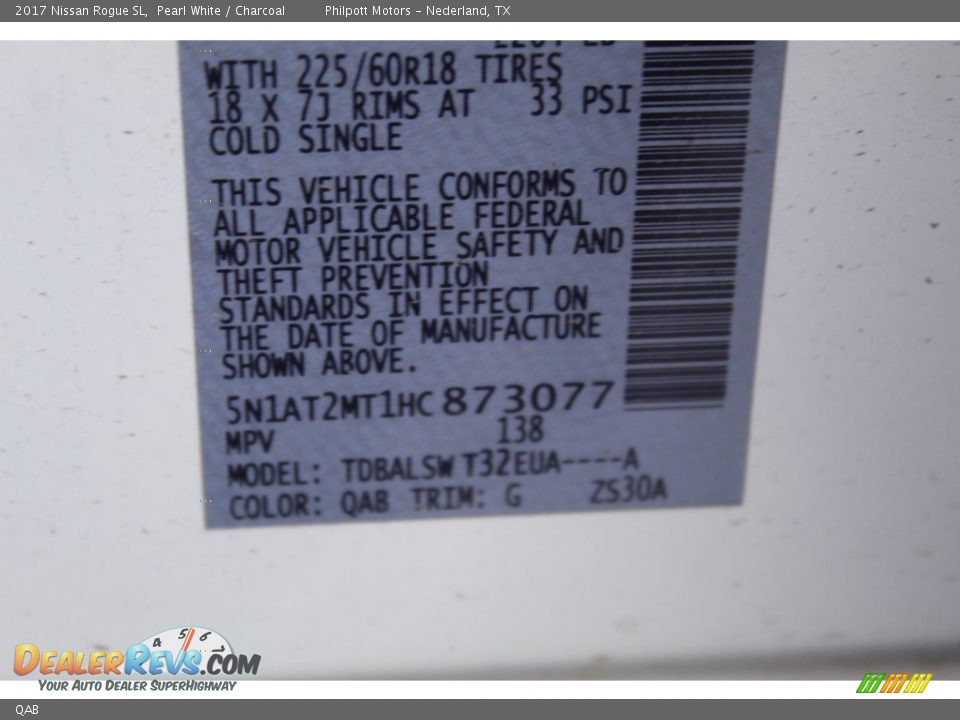 2017 Nissan Rogue SL, Pearl White / Charcoal Philpott Motors - Nederland, TX
WITH 225/60R18 TIRES
18 X 7J RIMS AT 33 PSI
COLD SINGLE
THIS VEHICLE CONFORMS TO
ALL APPLICABLE FEDERAL
MOTOR VEHICLE SAFETY AND
THEFT PREVENTION
STANDARDS IN EFFECT ON
THE DATE OF MANUFACTURE
SHOWN ABOVE.
5N1AT2MT1HC873077
MPV 138
MODEL: TDBALSW T32EUA----A
COLOR: QAB TRIM: G ZS30A
4 5 6
DEALERREVS.COM
YOUR AUTO DEALER SUPERHIGHWAY
QAB